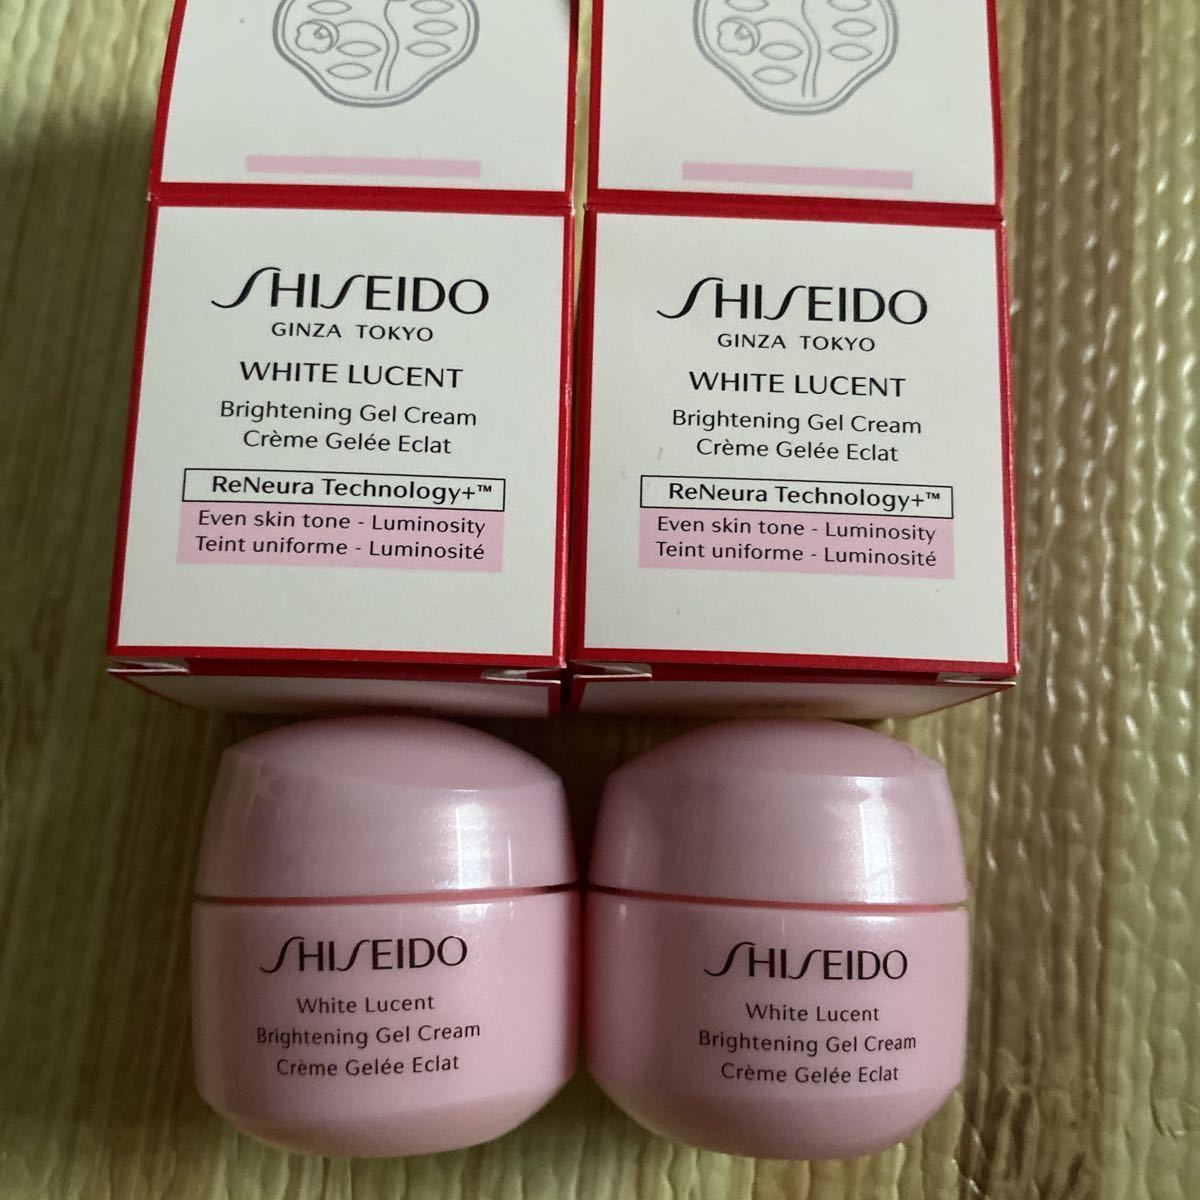 SHISEIDO
GINZA TOKYO
WHITE LUCENT
Brightening Gel Cream
Crème Gelée Eclat
ReNeura Technology+™
Even skin tone - Luminosity
Teint uniforme - Luminosité
SHISEIDO
GINZA TOKYO
WHITE LUCENT
Brightening Gel Cream
Crème Gelée Eclat
ReNeura Technology+™
Even skin tone - Luminosity
Teint uniforme - Luminosité
SHISEIDO
White Lucent
Brightening Gel Cream
Crème Gelée Eclat
SHISEIDO
White Lucent
Brightening Gel Cream
Crème Gelée Eclat